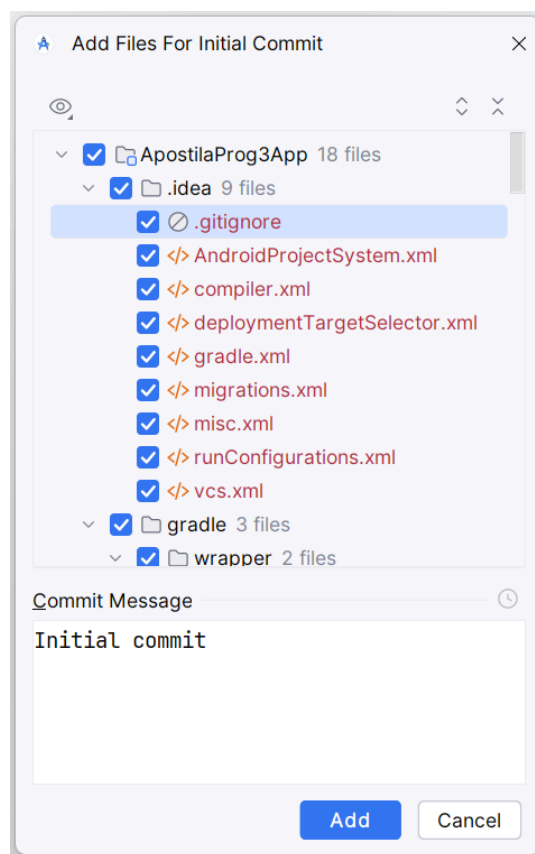 Add Files For Initial Commit
ApostilaProg3App 18 files
.idea 9 files
.gitignore
</> AndroidProjectSystem.xml
</> compiler.xml
</> deploymentTargetSelector.xml
</> gradle.xml
</> migrations.xml
</> misc.xml
</> runConfigurations.xml
</> vcs.xml
gradle 3 files
wrapper 2 files
Commit Message
Initial commit
Add Cancel